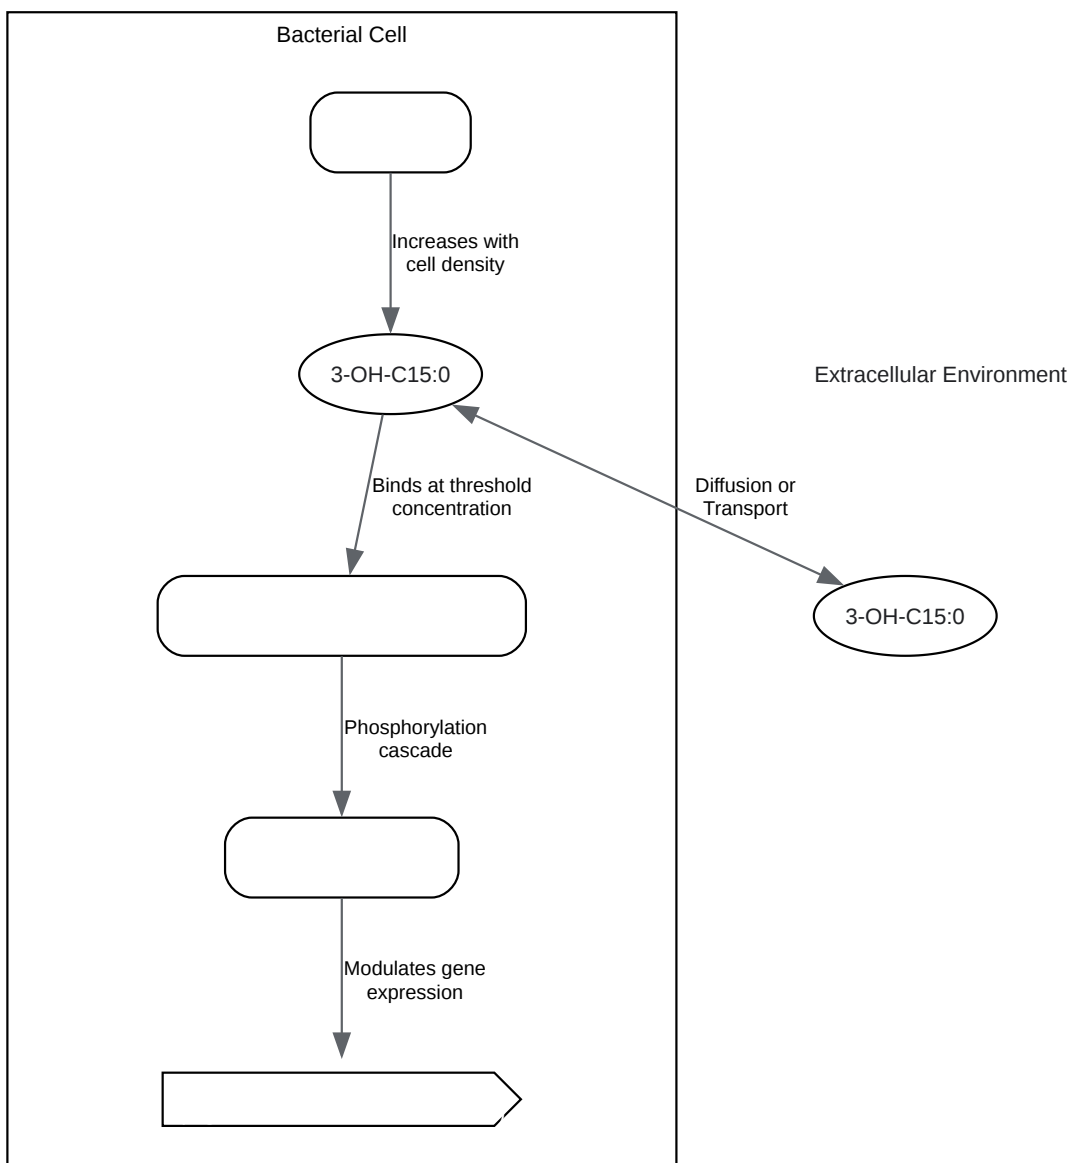 Bacterial Cell
Increases with
cell density
3-OH-C15:0
Extracellular Environment
Binds at threshold
concentration
Diffusion or
Transport
3-OH-C15:0
Phosphorylation
cascade
Modulates gene
expression